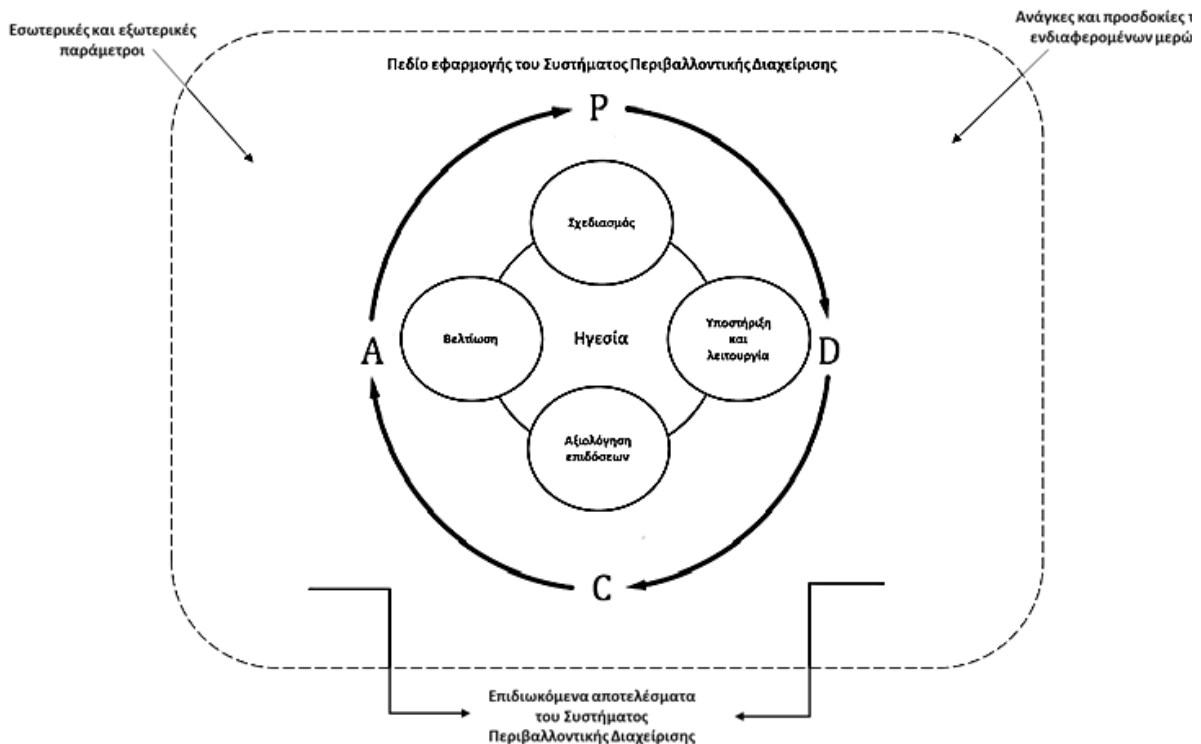 Εσωτερικές και εξωτερικές
παράμετροι
Ανάγκες και προσδοκίες
ενδιαφερομένων
Πεδίο εφαρμογής του Συστήματος Περιβαλλοντικής Διαχείρισης
P
Σχεδιασμός
Βελτίωση
Ηγεσία
Υποστήριξη
και
λειτουργία
A
D
Αξιολόγηση
επιδόσεων
C
Επιδιωκόμενα αποτελέσματα
του Συστήματος
Περιβαλλοντικής Διαχείρισης